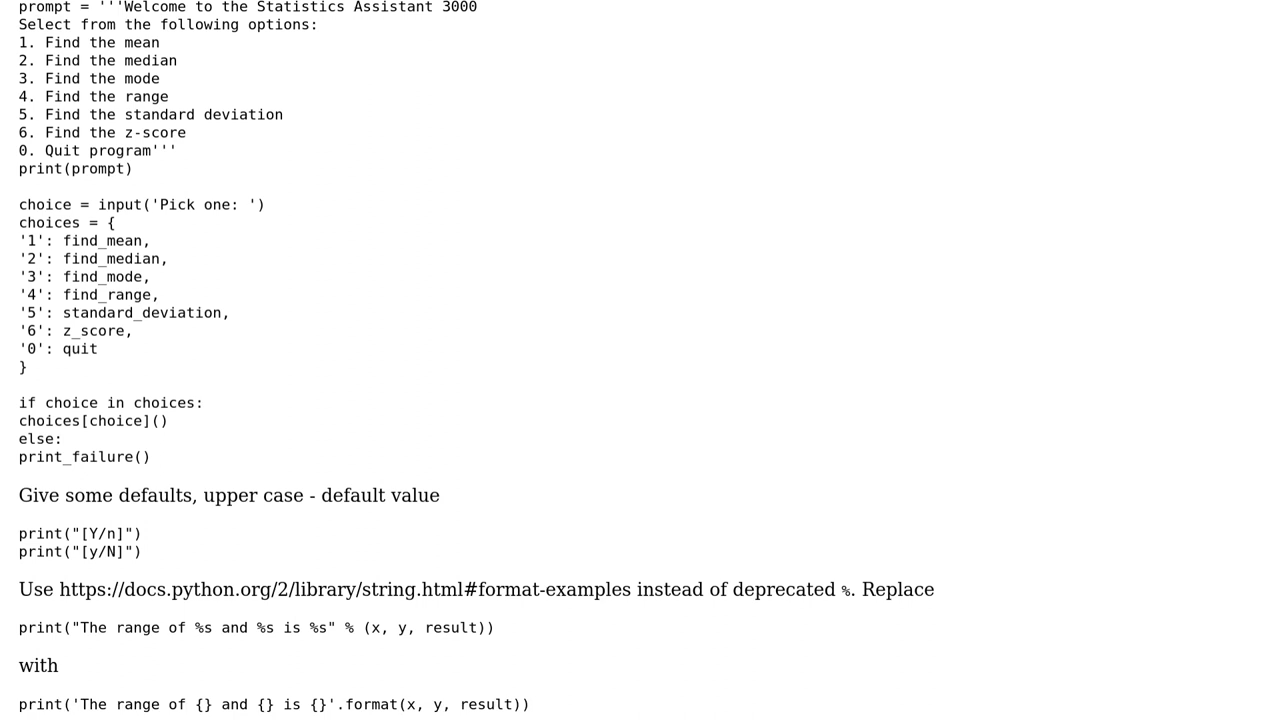 prompt = '''Welcome to the Statistics Assistant 3000
Select from the following options:
1. Find the mean
2. Find the median
3. Find the mode
4. Find the range
5. Find the standard deviation
6. Find the z-score
0. Quit program'''
print(prompt)
choice = input('Pick one: ')
choices = {
'1': find_mean,
'2': find_median,
'3': find_mode,
'4': find_range,
'5': standard_deviation,
'6': z_score,
'0': quit
}
if choice in choices:
choices[choice]()
else:
print_failure()
Give some defaults, upper case - default value
print("[Y/n]")
print("[y/N]")
Use https://docs.python.org/2/library/string.html#format-examples instead of deprecated %. Replace
print("The range of %s and %s is %s" % (x, y, result))
with
print('The range of {} and {} is {}'.format(x, y, result))